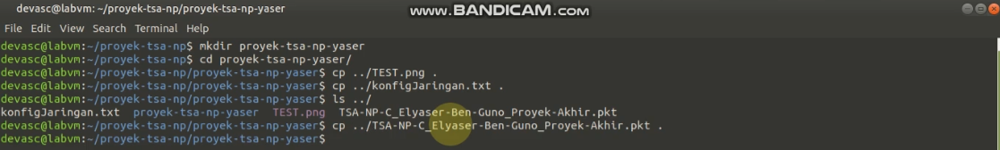 devasc@labvm: ~/proyek-tsa-np/proyek-tsa-np-yaser
www.BANDICAM.com
File Edit View Search Terminal Help
devasc@labvm:~/proyek-tsa-np$ mkdir proyek-tsa-np-yaser
devasc@labvm:~/proyek-tsa-np$ cd proyek-tsa-np-yaser/
devasc@labvm:~/proyek-tsa-np/proyek-tsa-np-yaser$ cp ../TEST.png .
devasc@labvm:~/proyek-tsa-np/proyek-tsa-np-yaser$ cp ../konfigJaringan.txt .
devasc@labvm:~/proyek-tsa-np/proyek-tsa-np-yaser$ ls ../
konfigJaringan.txt proyek-tsa-np-yaser TEST.png TSA-NP-C_Elyaser-Ben-Guno_Proyek-Akhir.pkt
devasc@labvm:~/proyek-tsa-np/proyek-tsa-np-yaser$ cp ../TSA-NP-C_Elyaser-Ben-Guno_Proyek-Akhir.pkt .
devasc@labvm:~/proyek-tsa-np/proyek-tsa-np-yaser$